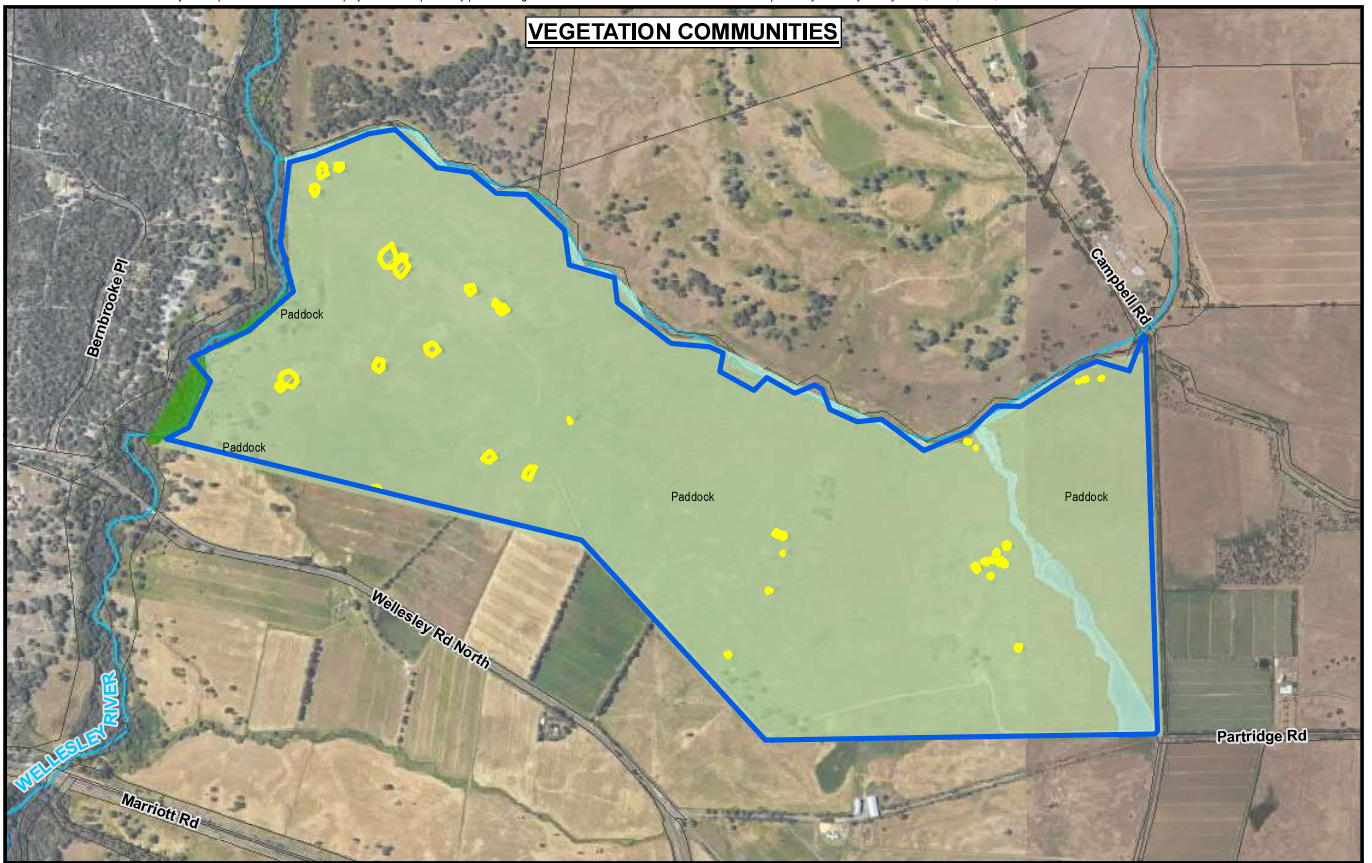 VEGETATION COMMUNITIES
Campbell Rd
Bernbrooke Pl
Paddock
Paddock
Paddock
Paddock
Wellesley Rd North
WELLESLEY RIVER
Partridge Rd
Marriott Rd